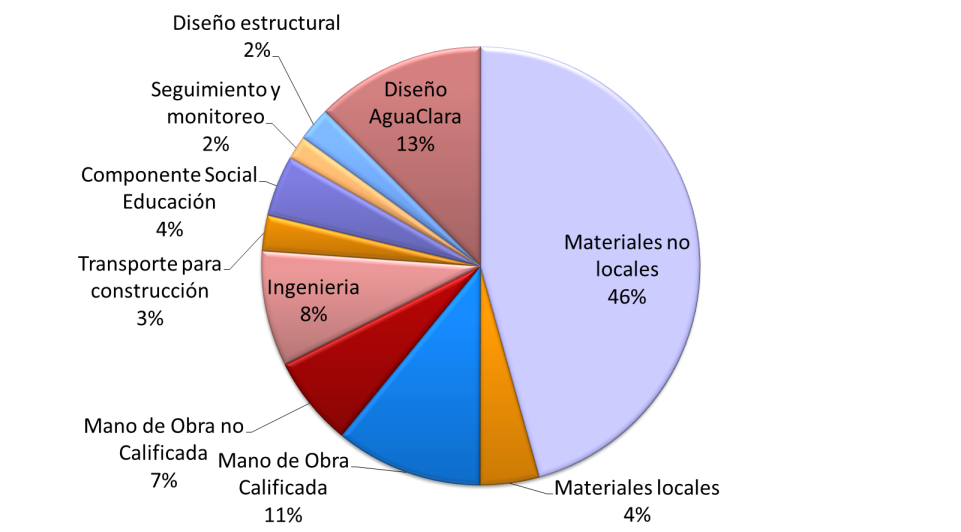 Diseño estructural
2%
Seguimiento y
monitoreo
2%
Componente Social
Educación
4%
Transporte para
construcción
3%
Ingenieria
8%
Mano de Obra no
Calificada
7%
Mano de Obra
Calificada
11%
Materiales locales
4%
Materiales no
locales
46%
Diseño
AguaClara
13%